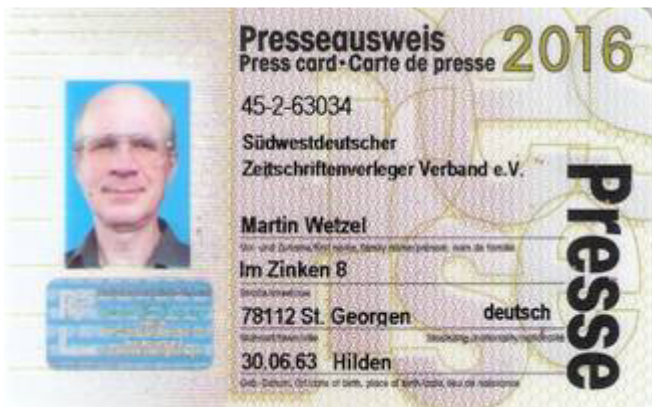 Presseausweis 2016
Press card · Carte de presse
45-2-63034
Südwestdeutscher
Zeitschriftenverleger Verband e.V.
Martin Wetzel
Im Zinken 8
78112 St. Georgen deutsch
30.06.63 Hilden
Presse